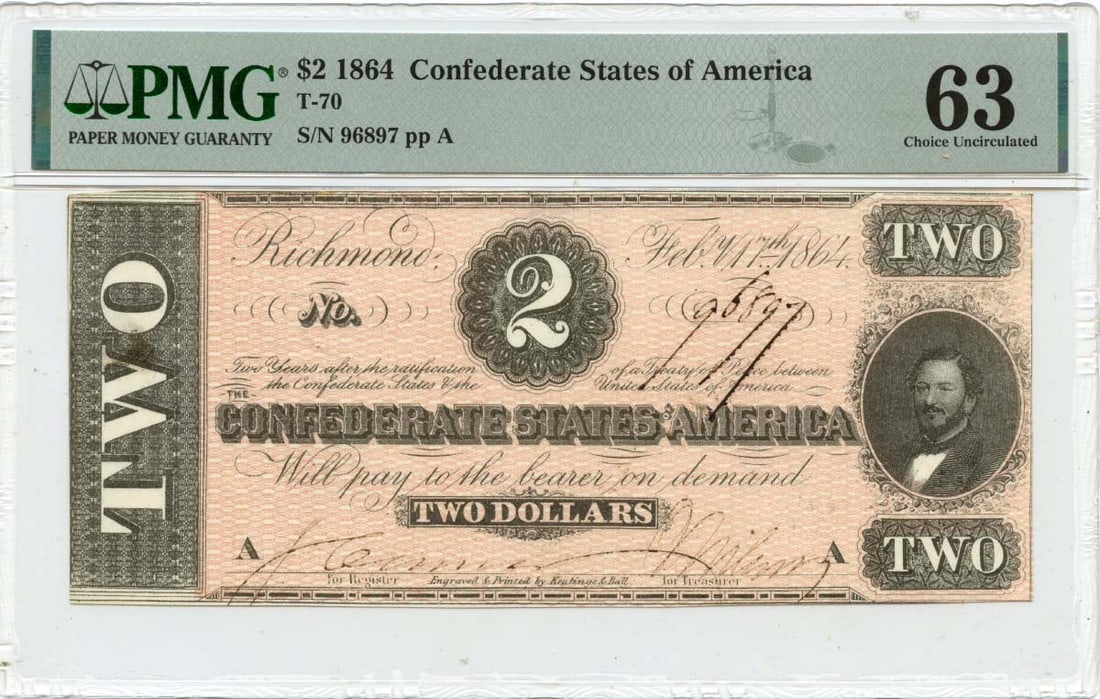 PMG®
PAPER MONEY GUARANTY
$2 1864 Confederate States of America
T-70
S/N 96897 pp A
63
Choice Uncirculated
TWO
Richmond,
2
Feb.y 17th 1864.
TWO
No.
96897
Two Years after the ratification
of a Treaty of Peace between
the Confederate States & the
United States of America
THE
CONFEDERATE STATES OF AMERICA
Will pay to the bearer on demand
TWO DOLLARS
TWO
A
A
for Register
Engraved & Printed by Keatinge & Ball
for Treasurer